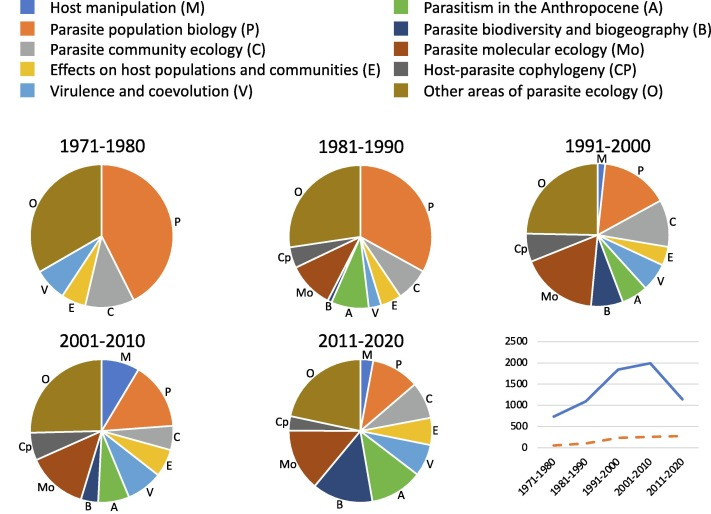 Host manipulation (M)
Parasite population biology (P)
Parasite community ecology (C)
Effects on host populations and communities (E)
Virulence and coevolution (V)
Parasitism in the Anthropocene (A)
Parasite biodiversity and biogeography (B)
Parasite molecular ecology (Mo)
Host-parasite cophylogeny (CP)
Other areas of parasite ecology (O)
1971-1980
O
P
V
E
C
1981-1990
O
P
Cp
Mo
B
A
V
E
C
1991-2000
M
O
P
C
Cp
E
V
Mo
A
B
2001-2010
M
O
P
C
Cp
E
Mo
V
B
A
2011-2020
M
P
O
C
Cp
E
V
Mo
A
B
2500
2000
1500
1000
500
0
1971-1980
1981-1990
1991-2000
2001-2010
2011-2020